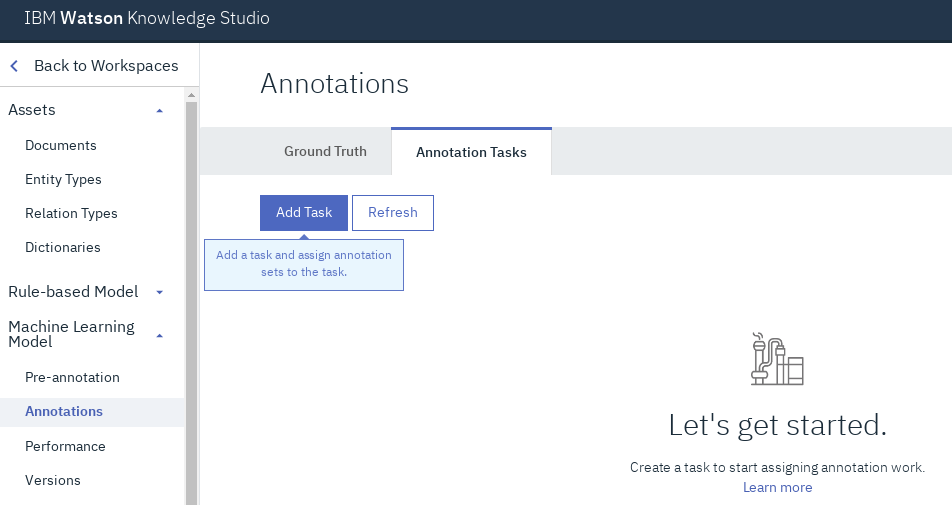 IBM Watson Knowledge Studio
Back to Workspaces
Assets
Documents
Entity Types
Relation Types
Dictionaries
Rule-based Model
Machine Learning
Model
Pre-annotation
Annotations
Performance
Versions
Annotations
Ground Truth
Annotation Tasks
Add Task
Refresh
Add a task and assign annotation
sets to the task.
Let's get started.
Create a task to start assigning annotation work.
Learn more